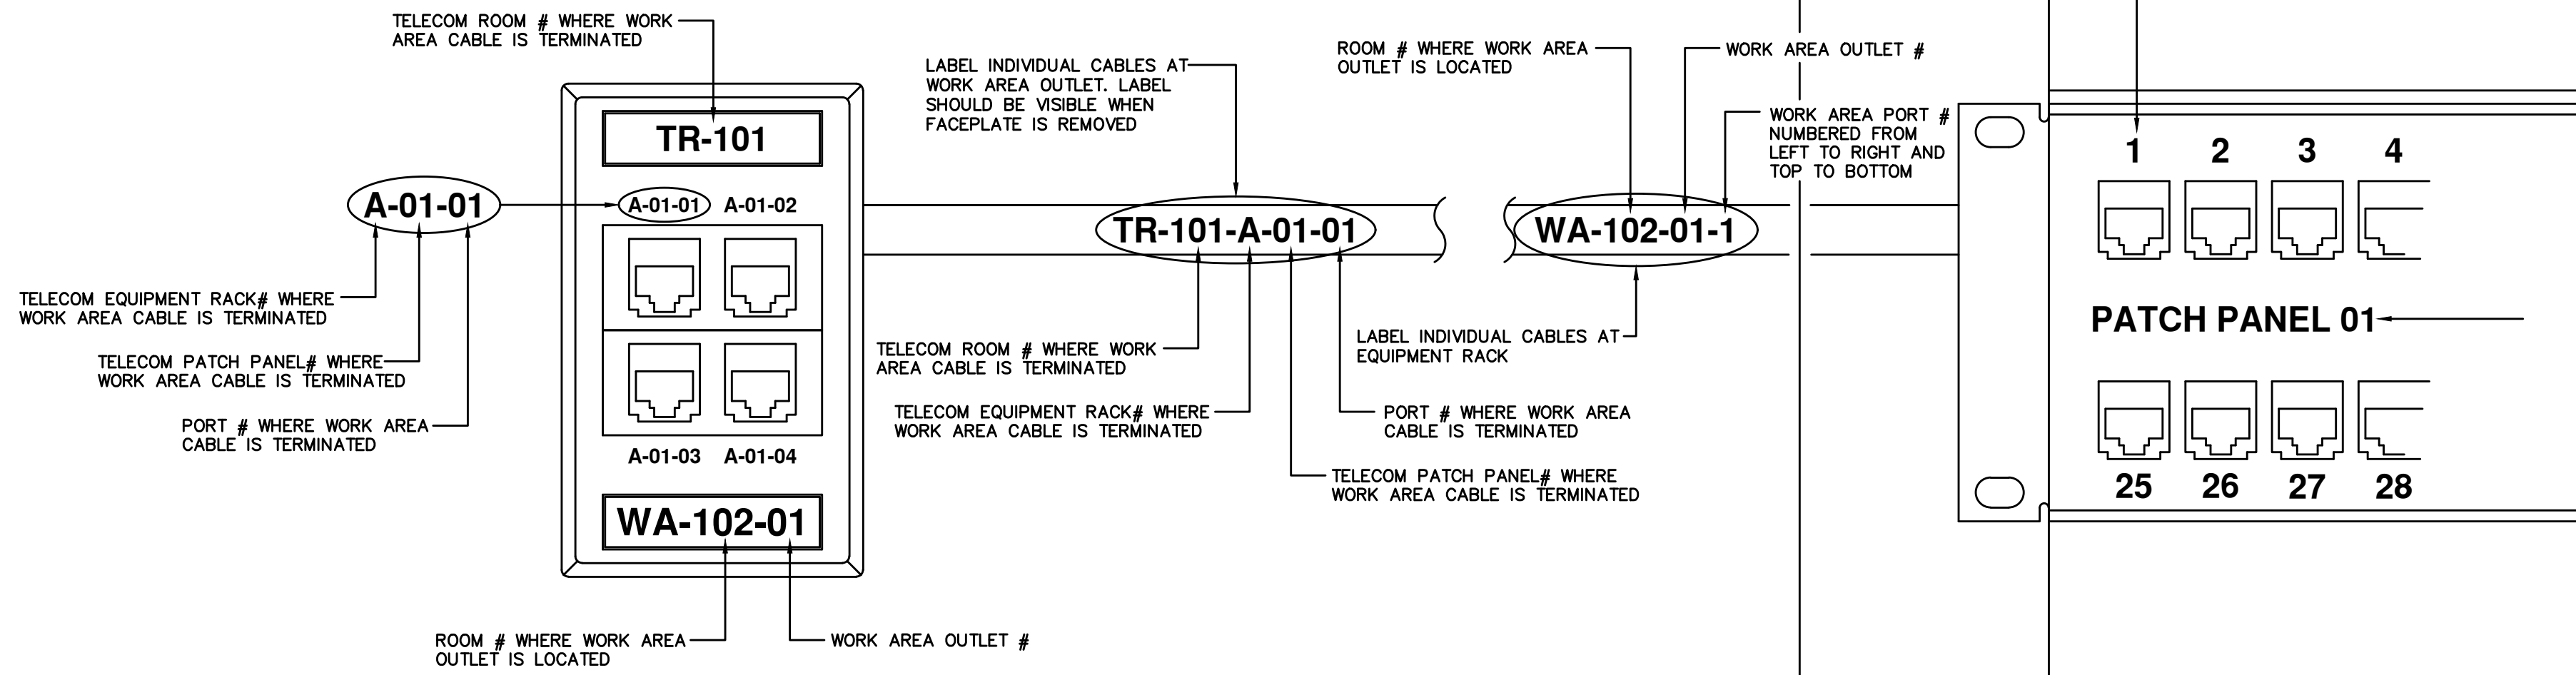 TELECOM ROOM # WHERE WORK
AREA CABLE IS TERMINATED
TR-101
A-01-01
A-01-01 A-01-02
TELECOM EQUIPMENT RACK# WHERE
WORK AREA CABLE IS TERMINATED
TELECOM PATCH PANEL# WHERE
WORK AREA CABLE IS TERMINATED
PORT # WHERE WORK AREA
CABLE IS TERMINATED
A-01-03 A-01-04
WA-102-01
ROOM # WHERE WORK AREA
OUTLET IS LOCATED
WORK AREA OUTLET #
LABEL INDIVIDUAL CABLES AT
WORK AREA OUTLET. LABEL
SHOULD BE VISIBLE WHEN
FACEPLATE IS REMOVED
TR-101-A-01-01
TELECOM ROOM # WHERE WORK
AREA CABLE IS TERMINATED
TELECOM EQUIPMENT RACK# WHERE
WORK AREA CABLE IS TERMINATED
TELECOM PATCH PANEL# WHERE
WORK AREA CABLE IS TERMINATED
PORT # WHERE WORK AREA
CABLE IS TERMINATED
ROOM # WHERE WORK AREA
OUTLET IS LOCATED
WORK AREA OUTLET #
WORK AREA PORT #
NUMBERED FROM
LEFT TO RIGHT AND
TOP TO BOTTOM
WA-102-01-1
LABEL INDIVIDUAL CABLES AT
EQUIPMENT RACK
1 2 3 4
PATCH PANEL 01
25 26 27 28